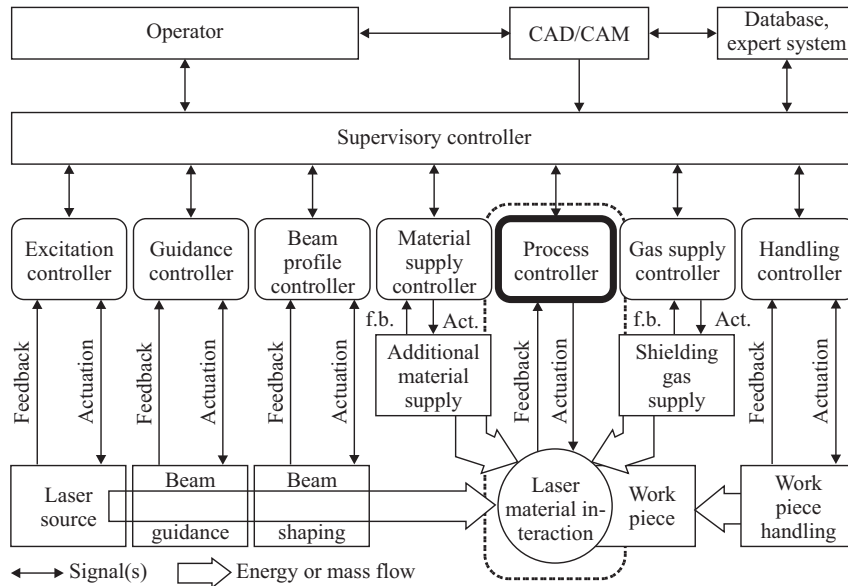 Operator
CAD/CAM
Database,
expert system
Supervisory controller
Excitation
controller
Guidance
controller
Beam
profile
controller
Material
supply
controller
Process
controller
Gas supply
controller
Handling
controller
f.b.
Act.
f.b.
Act.
Feedback
Actuation
Feedback
Actuation
Feedback
Actuation
Additional
material
supply
Feedback
Actuation
Shielding
gas
supply
Feedback
Actuation
Laser
source
Beam
guidance
Beam
shaping
Laser
material in-
teraction
Work
piece
Work
piece
handling
Signal(s)
Energy or mass flow